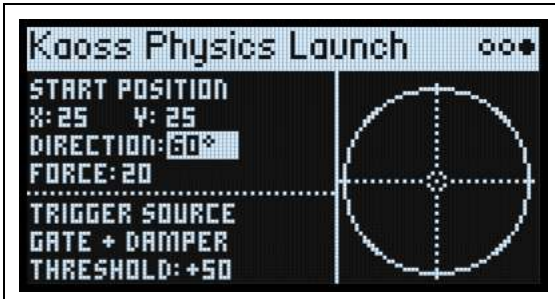 Kaoss Physics Launch
START POSITION
X: 25 Y: 25
DIRECTION: 60°
FORCE: 20
TRIGGER SOURCE
GATE + DAMPER
THRESHOLD: +50